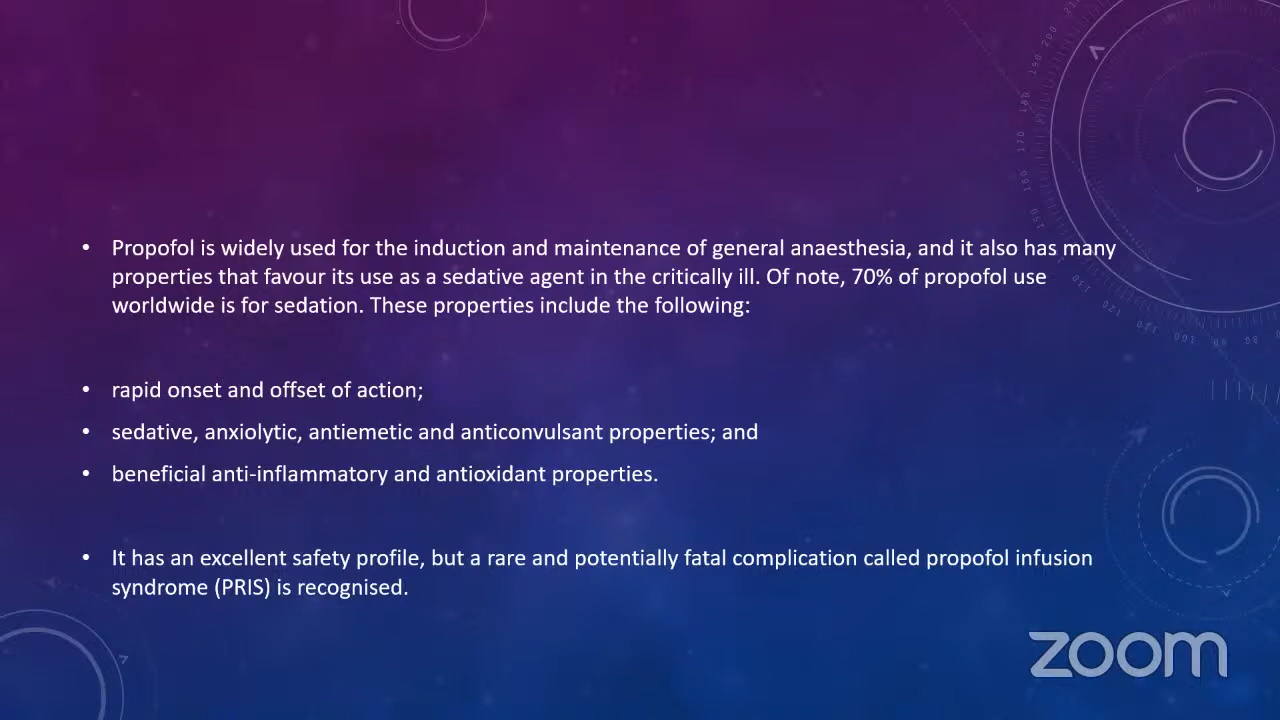 • Propofol is widely used for the induction and maintenance of general anaesthesia, and it also has many
properties that favour its use as a sedative agent in the critically ill. Of note, 70% of propofol use
worldwide is for sedation. These properties include the following:
• rapid onset and offset of action;
• sedative, anxiolytic, antiemetic and anticonvulsant properties; and
• beneficial anti-inflammatory and antioxidant properties.
• It has an excellent safety profile, but a rare and potentially fatal complication called propofol infusion
syndrome (PRIS) is recognised.
zoom